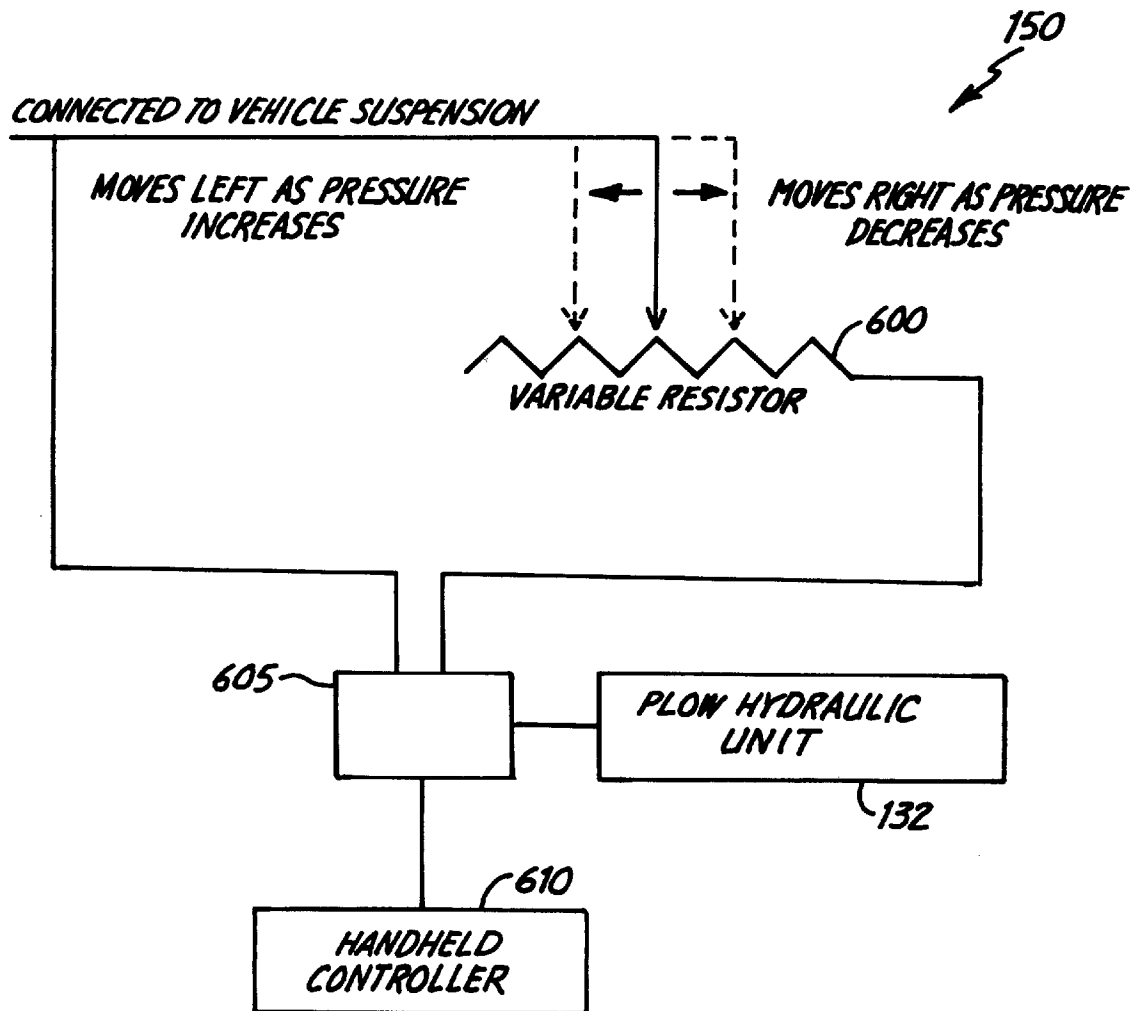 150
CONNECTED TO VEHICLE SUSPENSION
MOVES LEFT AS PRESSURE
INCREASES
MOVES RIGHT AS PRESSURE
DECREASES
600
VARIABLE RESISTOR
605
PLOW HYDRAULIC
UNIT
132
610
HANDHELD
CONTROLLER